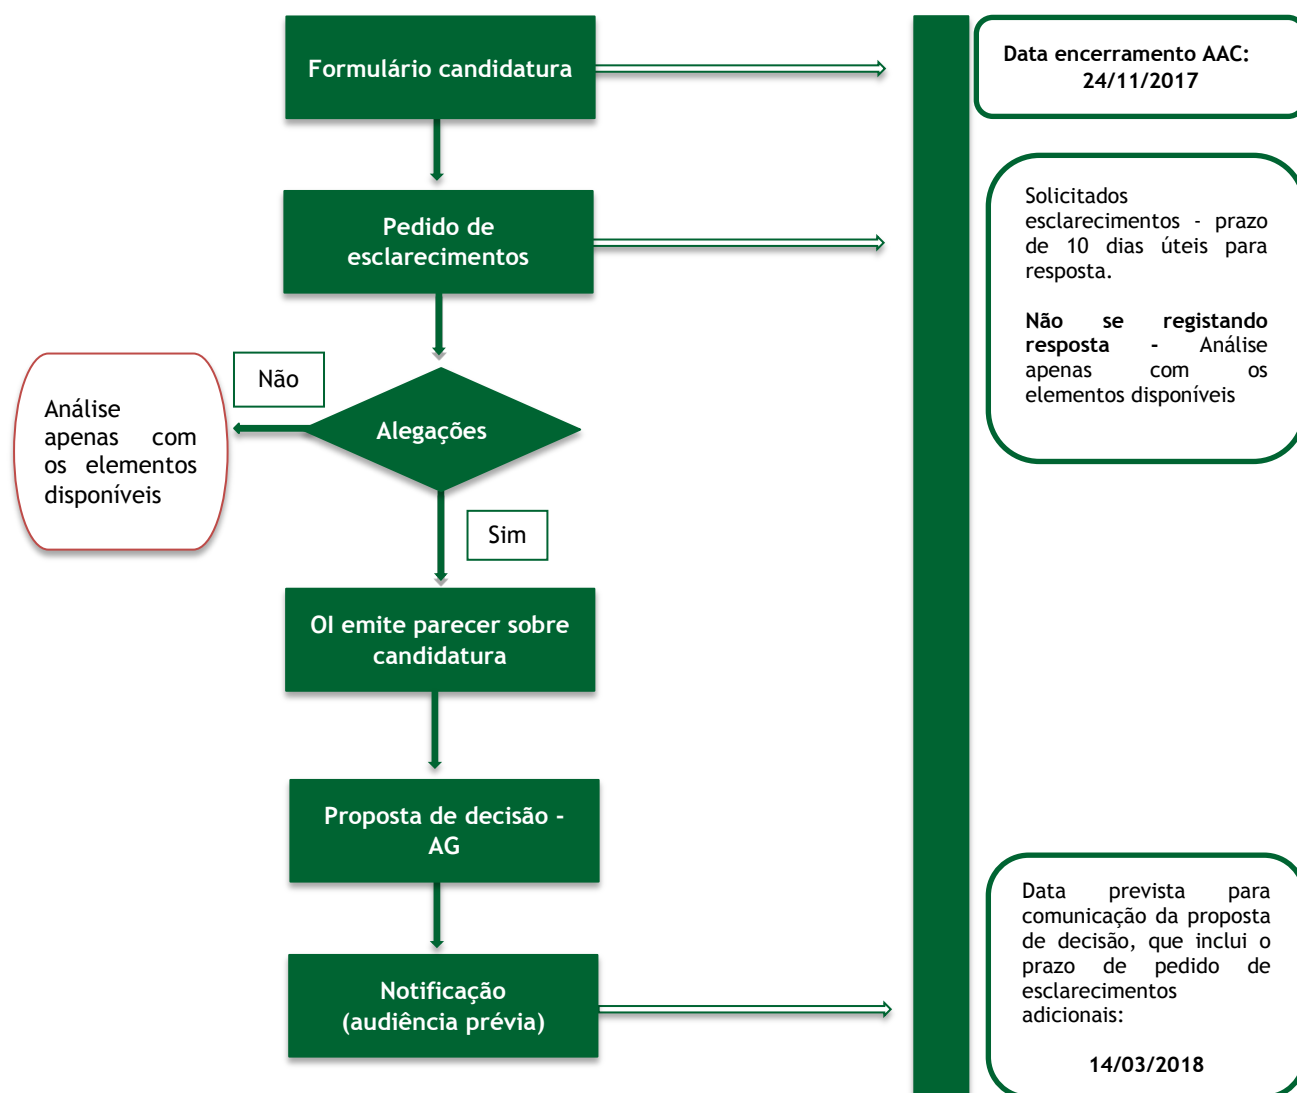 Formulário candidatura
Data encerramento AAC:
24/11/2017
Pedido de
esclarecimentos
Solicitados
esclarecimentos - prazo
de 10 dias úteis para
resposta.
Não se registando
resposta - Análise
apenas com os
elementos disponíveis
Não
Alegações
Análise
apenas com
os elementos
disponíveis
Sim
OI emite parecer sobre
candidatura
Proposta de decisão -
AG
Notificação
(audiência prévia)
Data prevista para
comunicação da proposta
de decisão, que inclui o
prazo de pedido de
esclarecimentos
adicionais:
14/03/2018